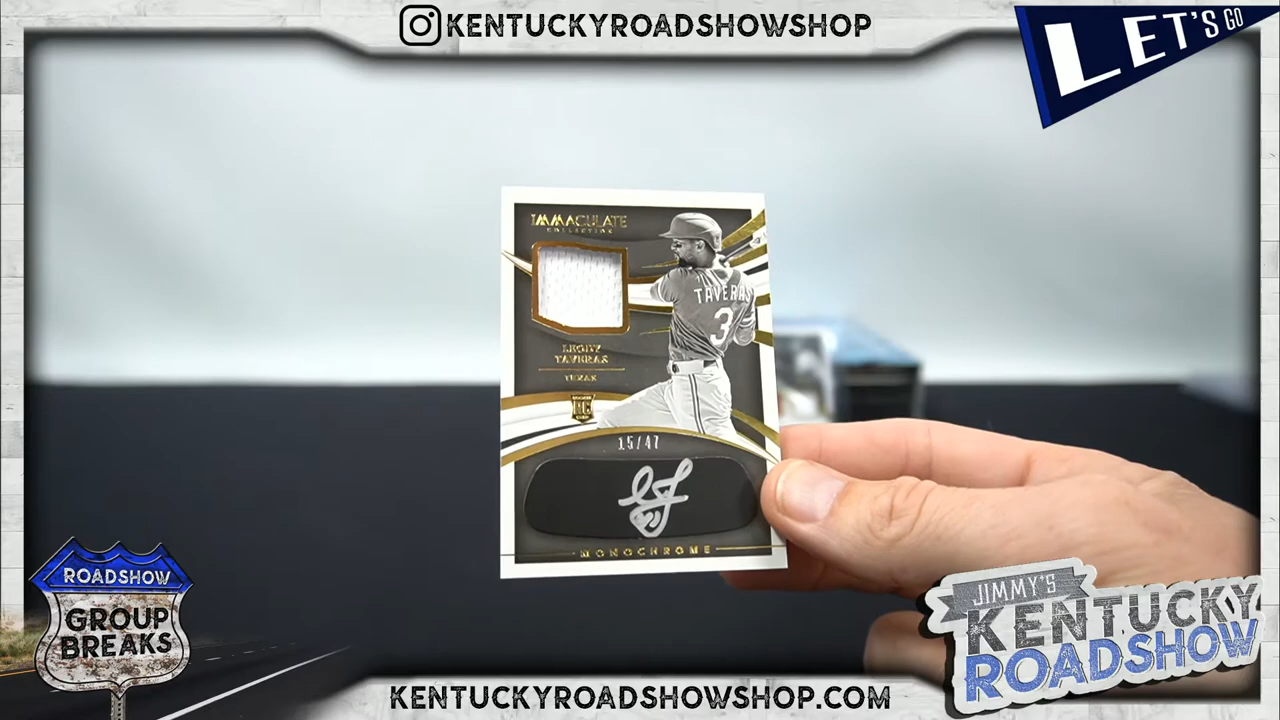 KENTUCKYROADSHOWSHOP
LET'S GO
IMMACULATE
COLLECTION
TAVERAS
3
LEODY
TAVERAS
TEXAS
15/47
MONOCHROME
ROADSHOW
GROUP
BREAKS
JIMMY'S
KENTUCKY
ROADSHOW
KENTUCKYROADSHOWSHOP.COM